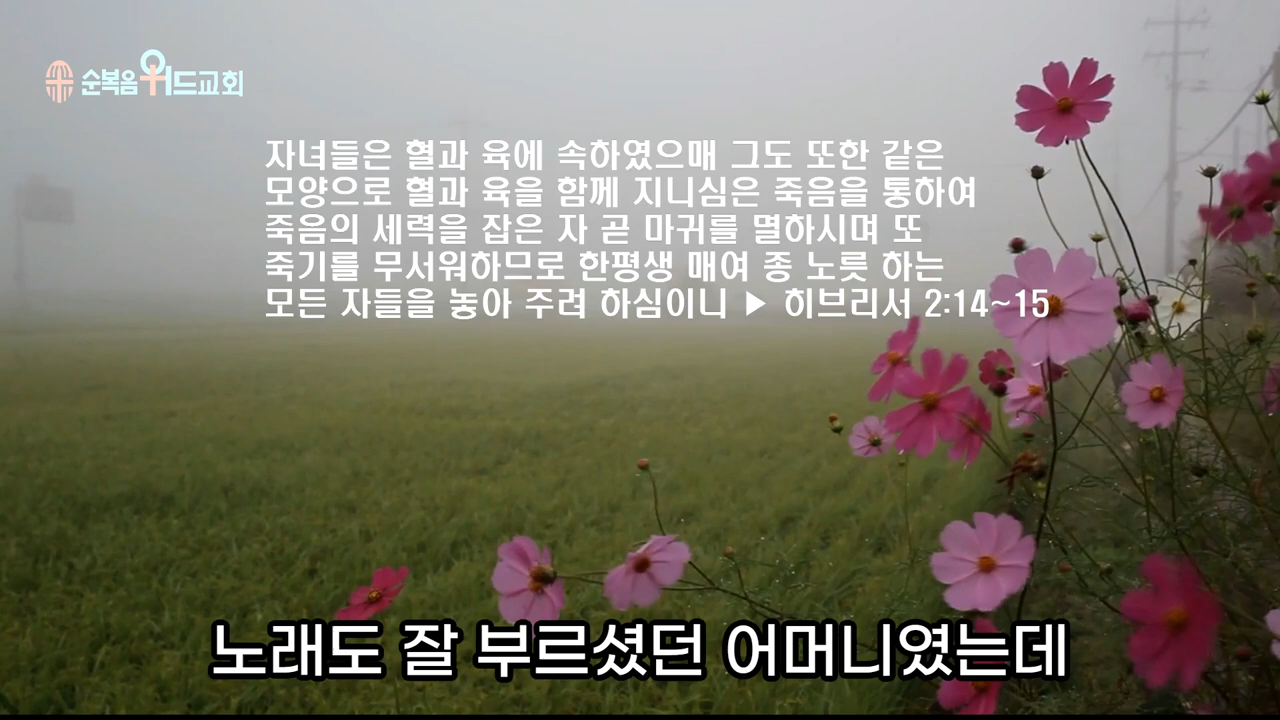 순복음위드교회
자녀들은 혈과 육에 속하였으매 그도 또한 같은
모양으로 혈과 육을 함께 지니심은 죽음을 통하여
죽음의 세력을 잡은 자 곧 마귀를 멸하시며 또
죽기를 무서워하므로 한평생 매여 종 노릇 하는
모든 자들을 놓아 주려 하심이니 ▶ 히브리서 2:14~15
노래도 잘 부르셨던 어머니였는데